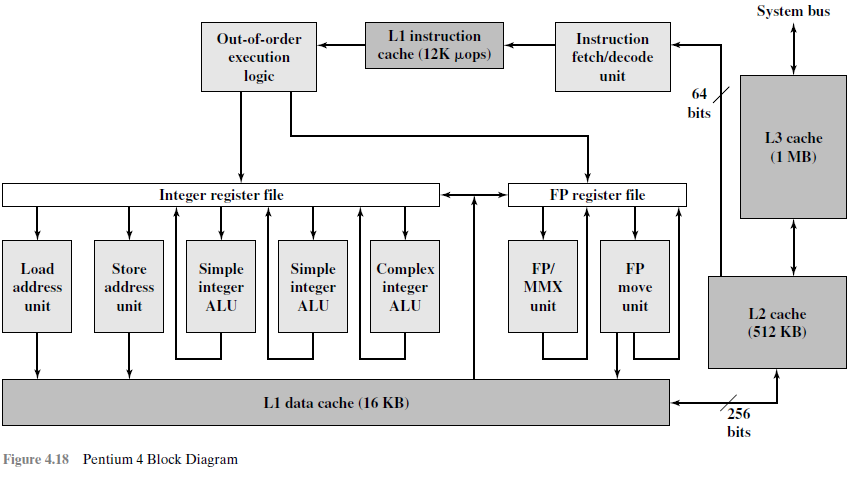 System bus
Out-of-order
execution
logic
L1 instruction
cache (12K μops)
Instruction
fetch/decode
unit
64
bits
L3 cache
(1 MB)
Integer register file
FP register file
Load
address
unit
Store
address
unit
Simple
integer
ALU
Simple
integer
ALU
Complex
integer
ALU
FP/
MMX
unit
FP
move
unit
L2 cache
(512 KB)
L1 data cache (16 KB)
256
bits
Figure 4.18 Pentium 4 Block Diagram